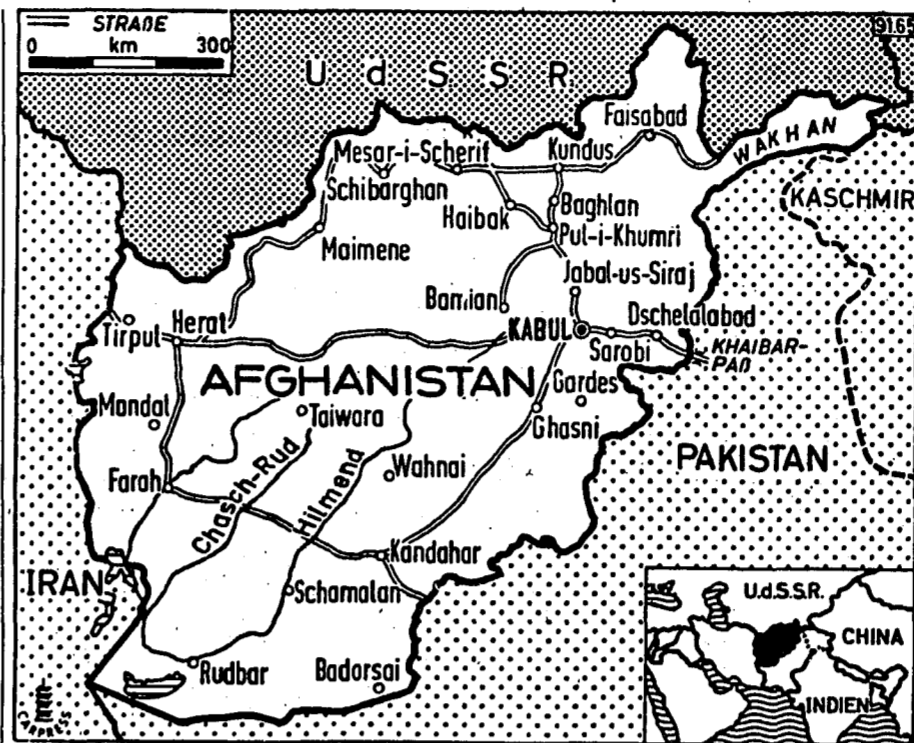 STRAẞE
0 km 300
9165
U d S S R
Faisabad
WAKHAN
Mesar-i-Scherif
Kundus
Schibarghan
KASCHMIR
Haibak
Baghlan
Pul-i-Khumri
Maimene
Jabal-us-Siraj
Bamian
Tirpul
Herat
KABUL
Dschelalabad
Sarobi
KHAIBAR-
PAẞ
AFGHANISTAN
Gardes
Mandal
Taiwara
Ghasni
Wahnai
PAKISTAN
Farah
Chasch-Rud
Hilmend
Kandahar
IRAN
Schamalan
Rudbar
Badorsai
U.d.S.S.R.
CHINA
INDIEN